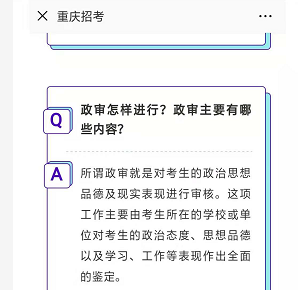 重庆招考
Q
政审怎样进行？政审主要有哪
些内容？
A
所谓政审就是对考生的政治思想
品德及现实表现进行审核。这项
工作主要由考生所在的学校或单
位对考生的政治态度、思想品德
以及学习、工作等表现作出全面
的鉴定。